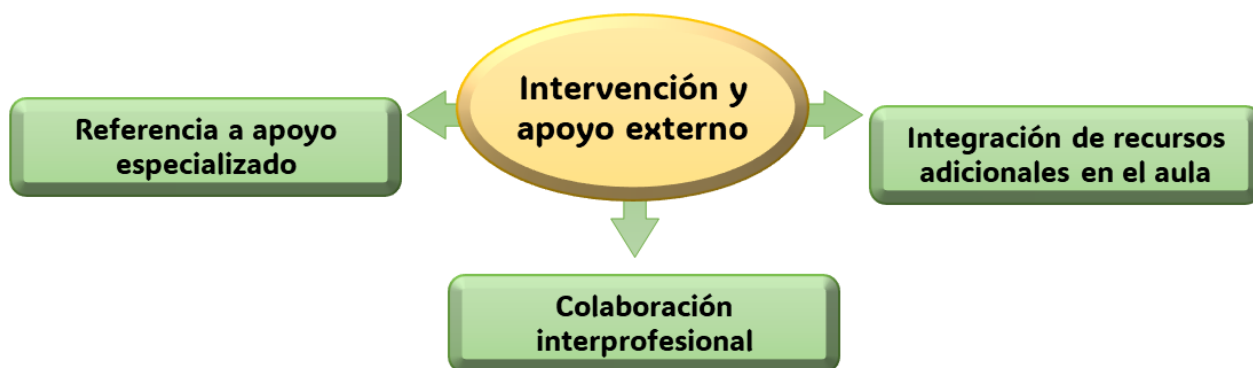 Intervención y
apoyo externo
Referencia a apoyo
especializado
Integración de recursos
adicionales en el aula
Colaboración
interprofesional